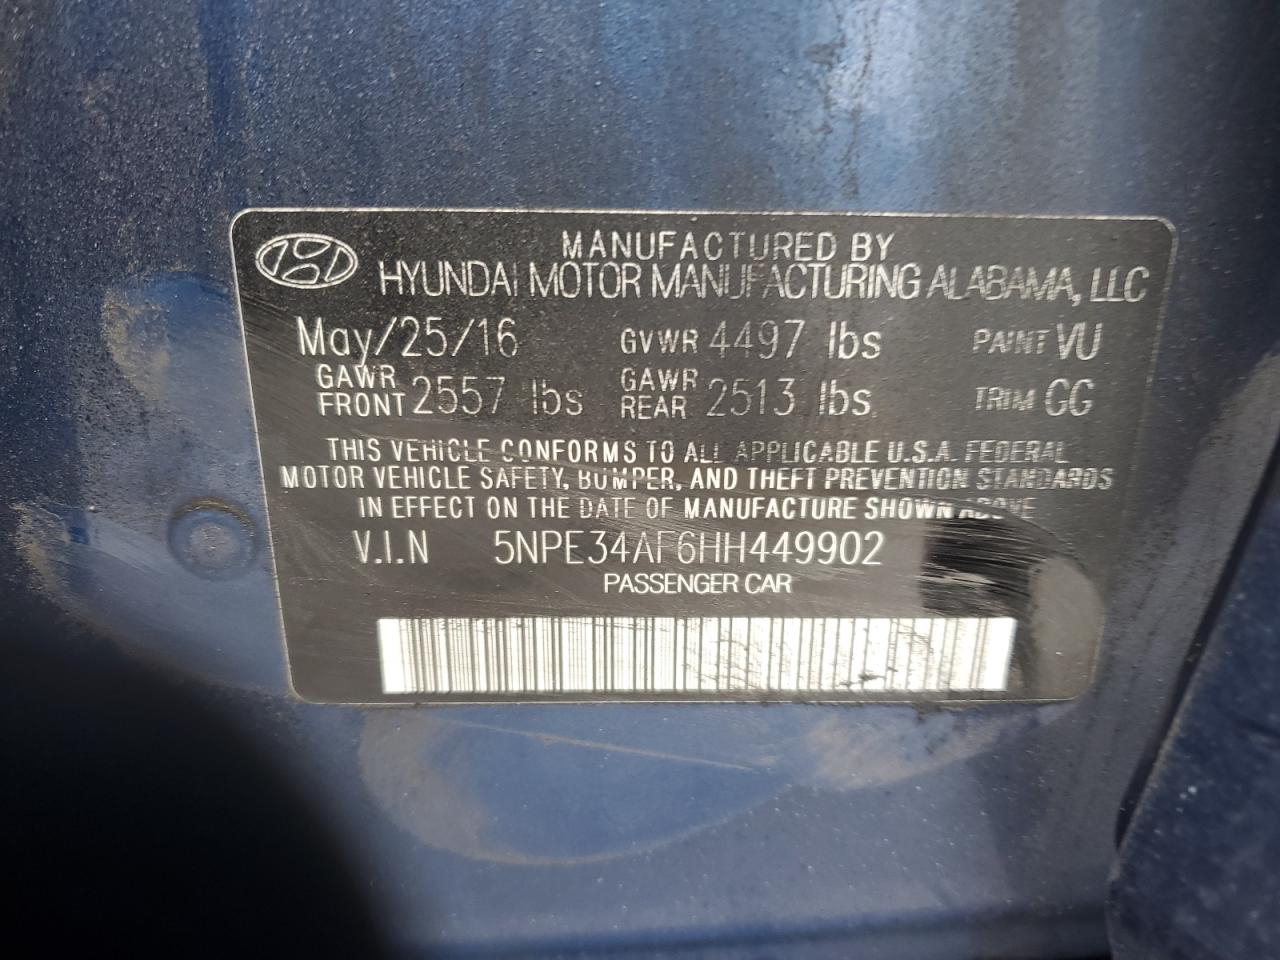 MANUFACTURED BY
HYUNDAI MOTOR MANUFACTURING ALABAMA, LLC
May/25/16 GVWR 4497 lbs PAINT VU
GAWR FRONT 2557 lbs GAWR REAR 2513 lbs TRIM GG
THIS VEHICLE CONFORMS TO ALL APPLICABLE U.S.A. FEDERAL
MOTOR VEHICLE SAFETY, BUMPER, AND THEFT PREVENTION STANDARDS
IN EFFECT ON THE DATE OF MANUFACTURE SHOWN ABOVE
V.I.N 5NPE34AF6HH449902
PASSENGER CAR